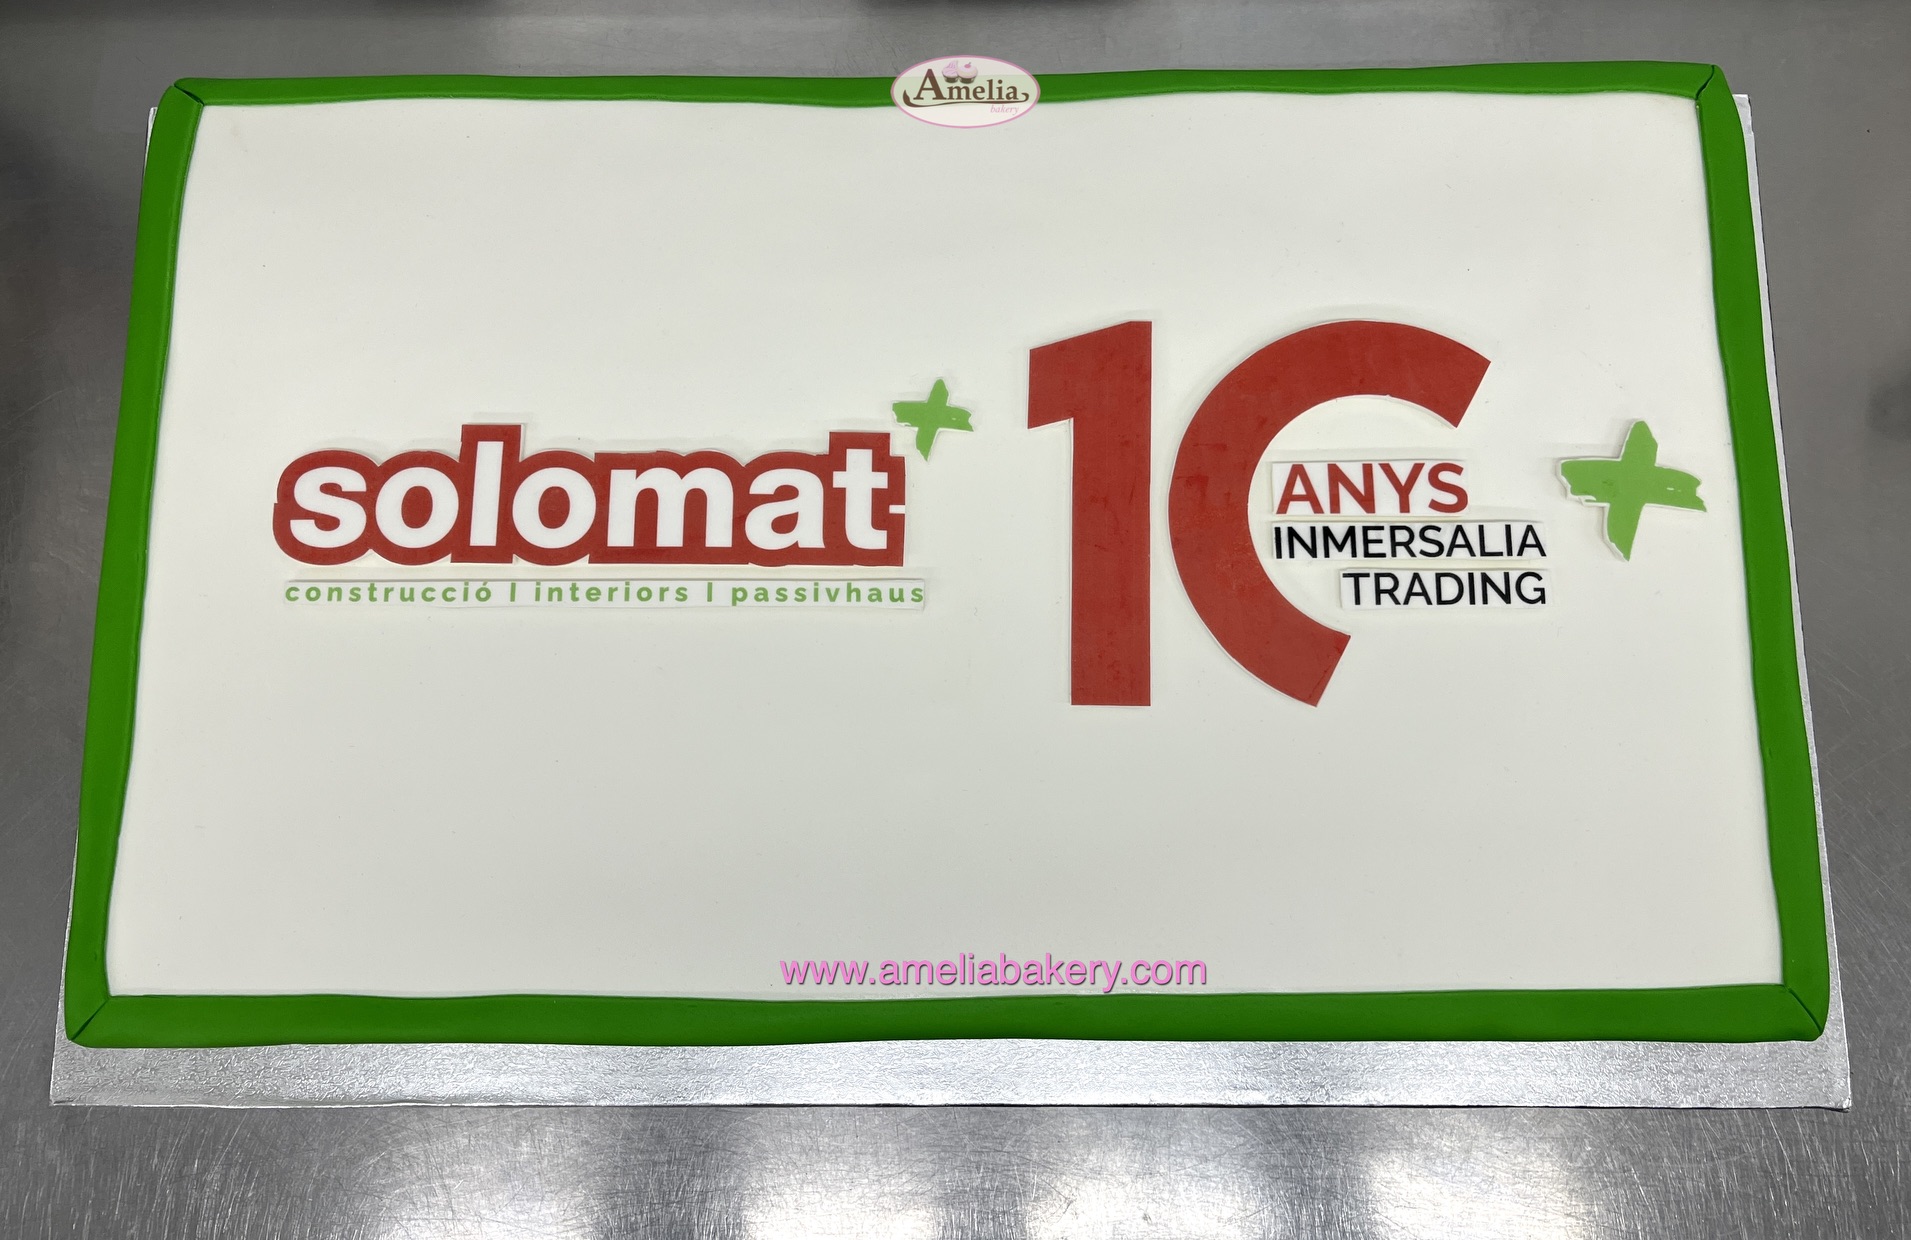 Amelia
bakery
solomat
construcció | interiors | passivhaus
10
ANYS
INMERSALIA
TRADING
www.ameliabakery.com